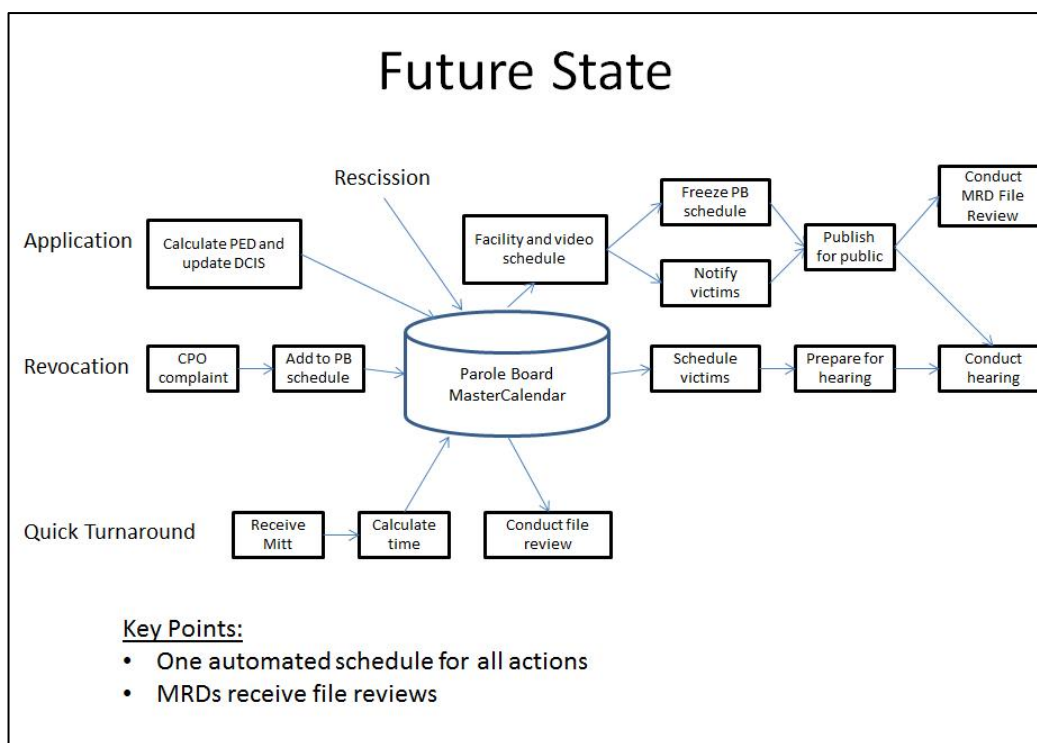 Future State
Rescission
Application
Calculate PED and
update DCIS
Facility and video
schedule
Freeze PB
schedule
Notify
victims
Publish
for public
Conduct
MRD File
Review
Revocation
CPO
complaint
Add to PB
schedule
Parole Board
MasterCalendar
Schedule
victims
Prepare for
hearing
Conduct
hearing
Quick Turnaround
Receive
Mitt
Calculate
time
Conduct file
review
Key Points:
• One automated schedule for all actions
• MRDs receive file reviews